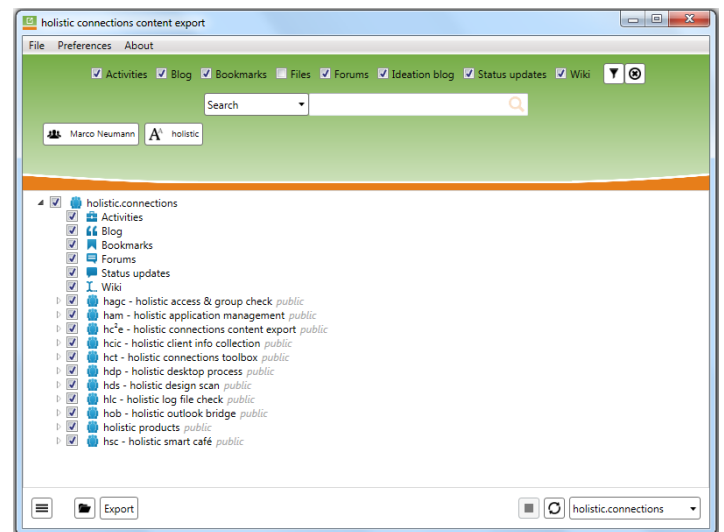 holistic connections content export
File Preferences About
Activities Blog Bookmarks Files Forums Ideation blog Status updates Wiki
Search
Marco Neumann holistic
holistic.connections
Activities
Blog
Bookmarks
Forums
Status updates
Wiki
hagc - holistic access & group check public
ham - holistic application management public
hc²e - holistic connections content export public
hcic - holistic client info collection public
hct - holistic connections toolbox public
hdp - holistic desktop process public
hds - holistic design scan public
hlc - holistic log file check public
hob - holistic outlook bridge public
holistic products public
hsc - holistic smart café public
Export holistic.connections